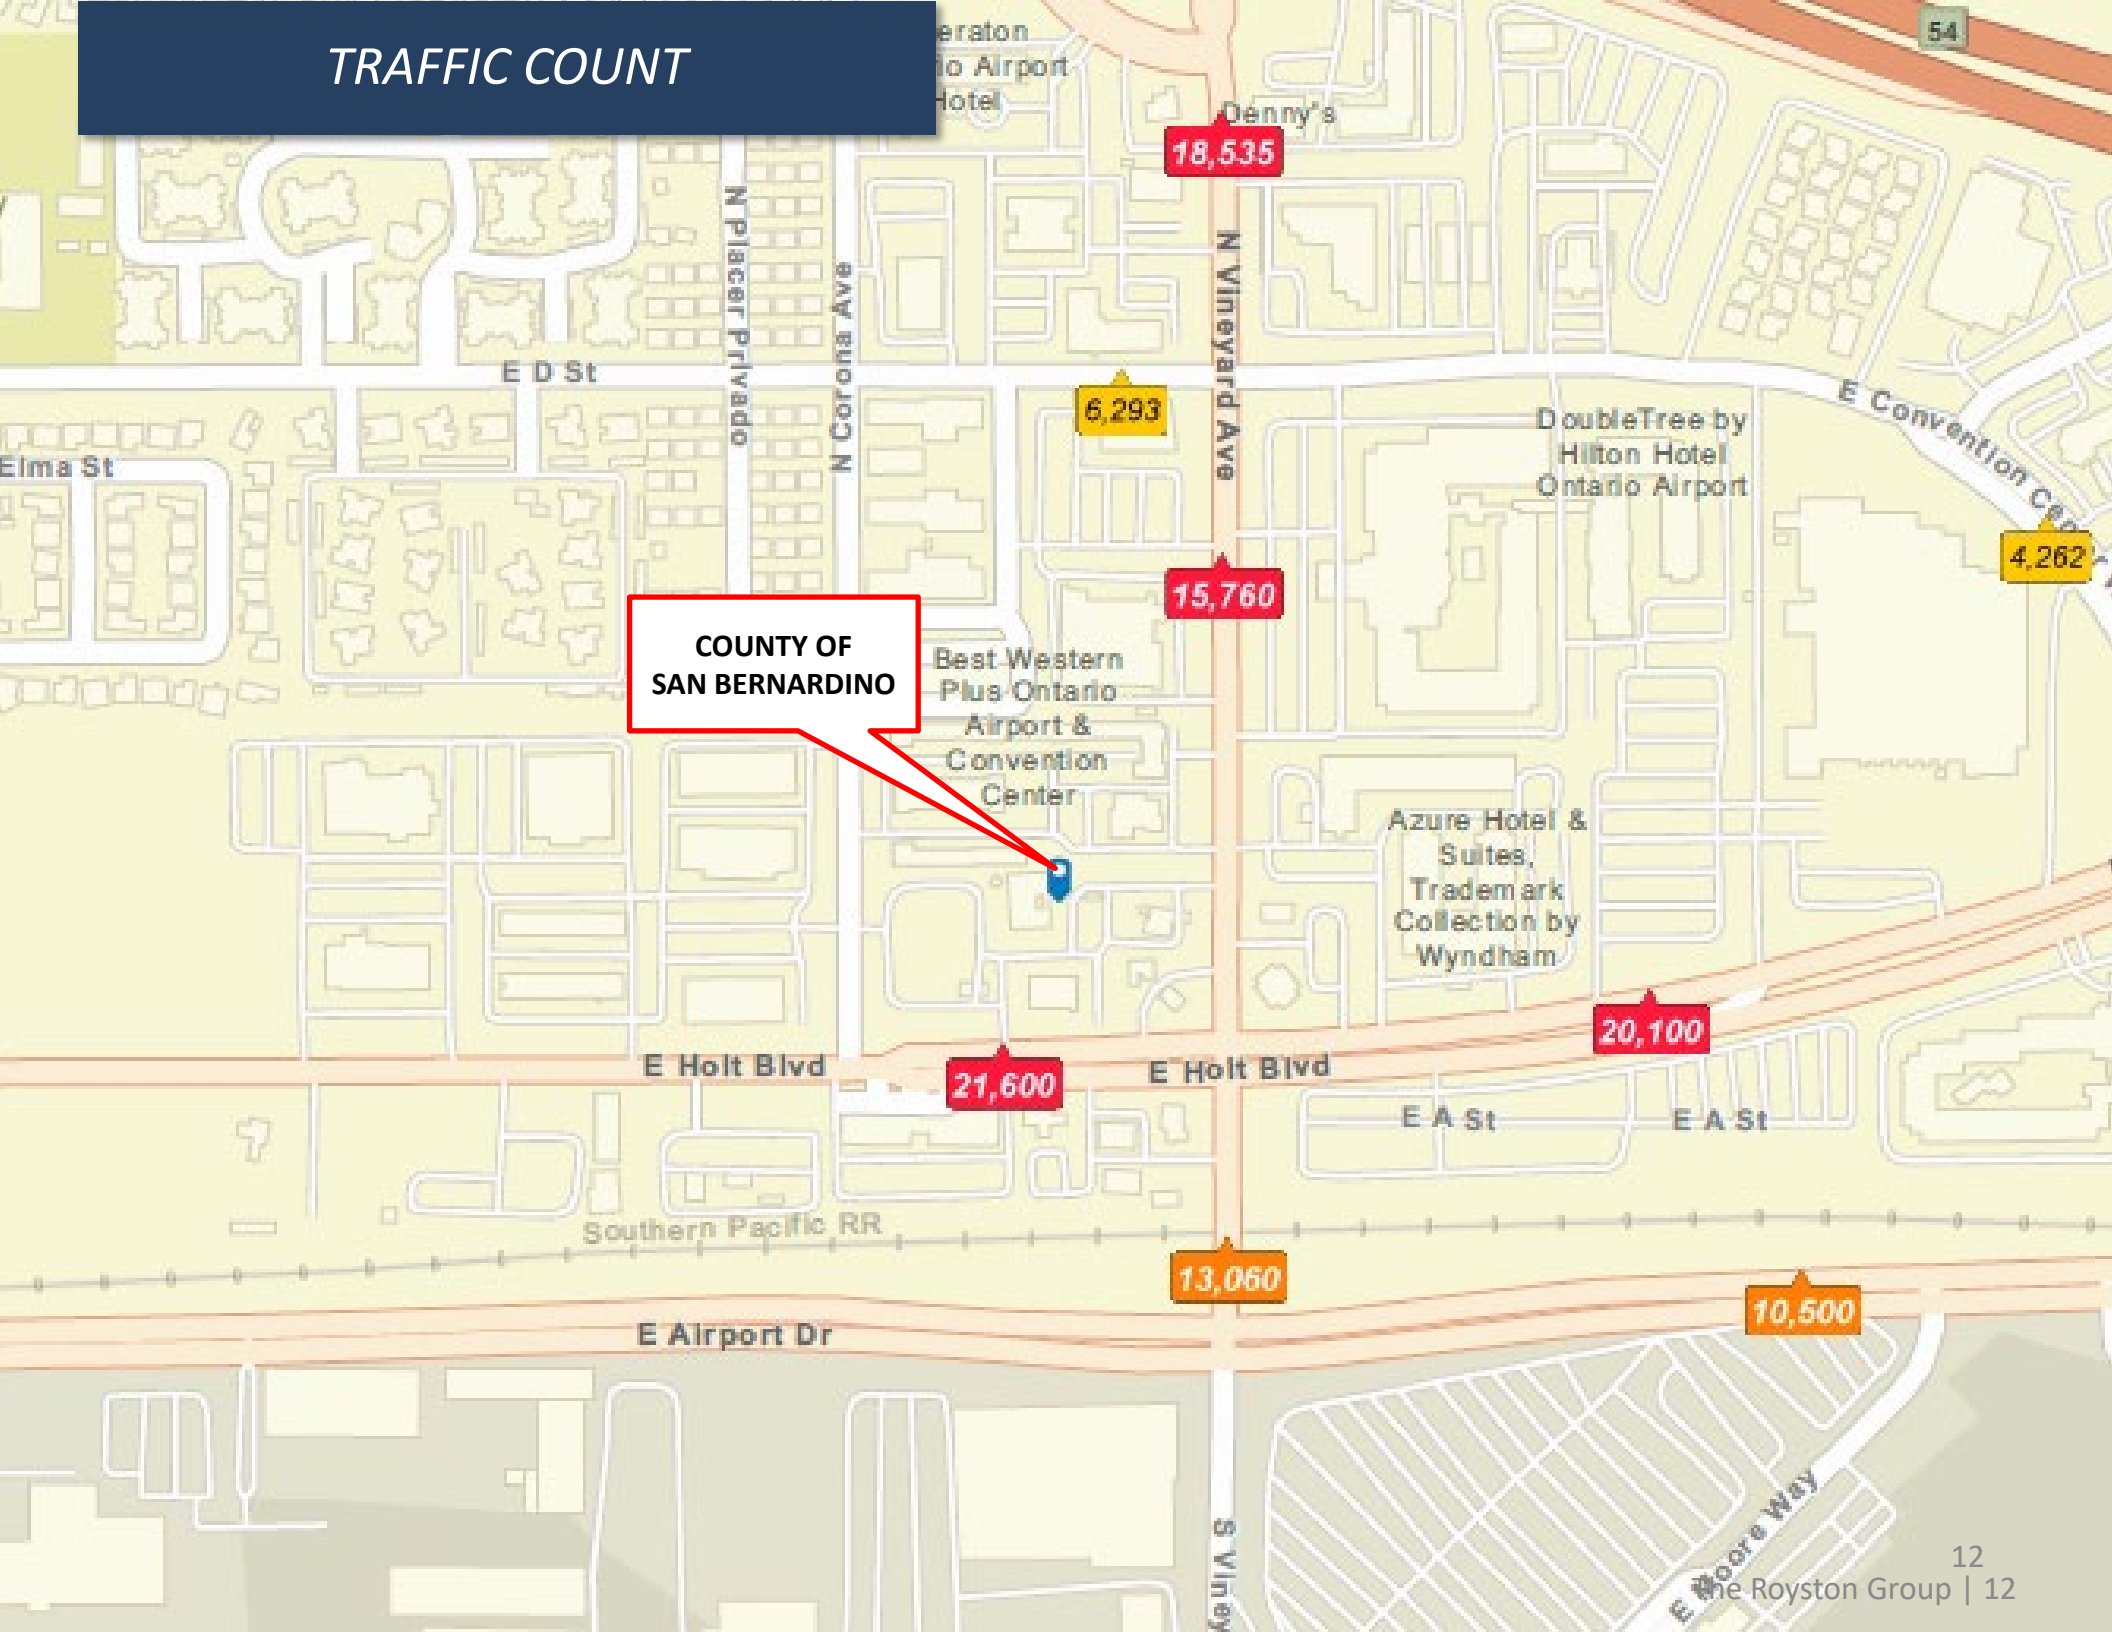 TRAFFIC COUNT
54
eraton
io Airport
Hotel
Denny's
18,535
N Placer Privado
N Corona Ave
N Vineyard Ave
E D St
6,293
E Convention Cen
DoubleTree by
Hilton Hotel
Ontario Airport
Elma St
4,262
15,760
COUNTY OF
SAN BERNARDINO
Best Western
Plus Ontario
Airport &
Convention
Center
Azure Hotel &
Suites,
Trademark
Collection by
Wyndham
20,100
E Holt Blvd
21,600
E Holt Blvd
E A St
E A St
Southern Pacific RR
13,060
10,500
E Airport Dr
S Viney
E Moore Way
12
The Royston Group | 12